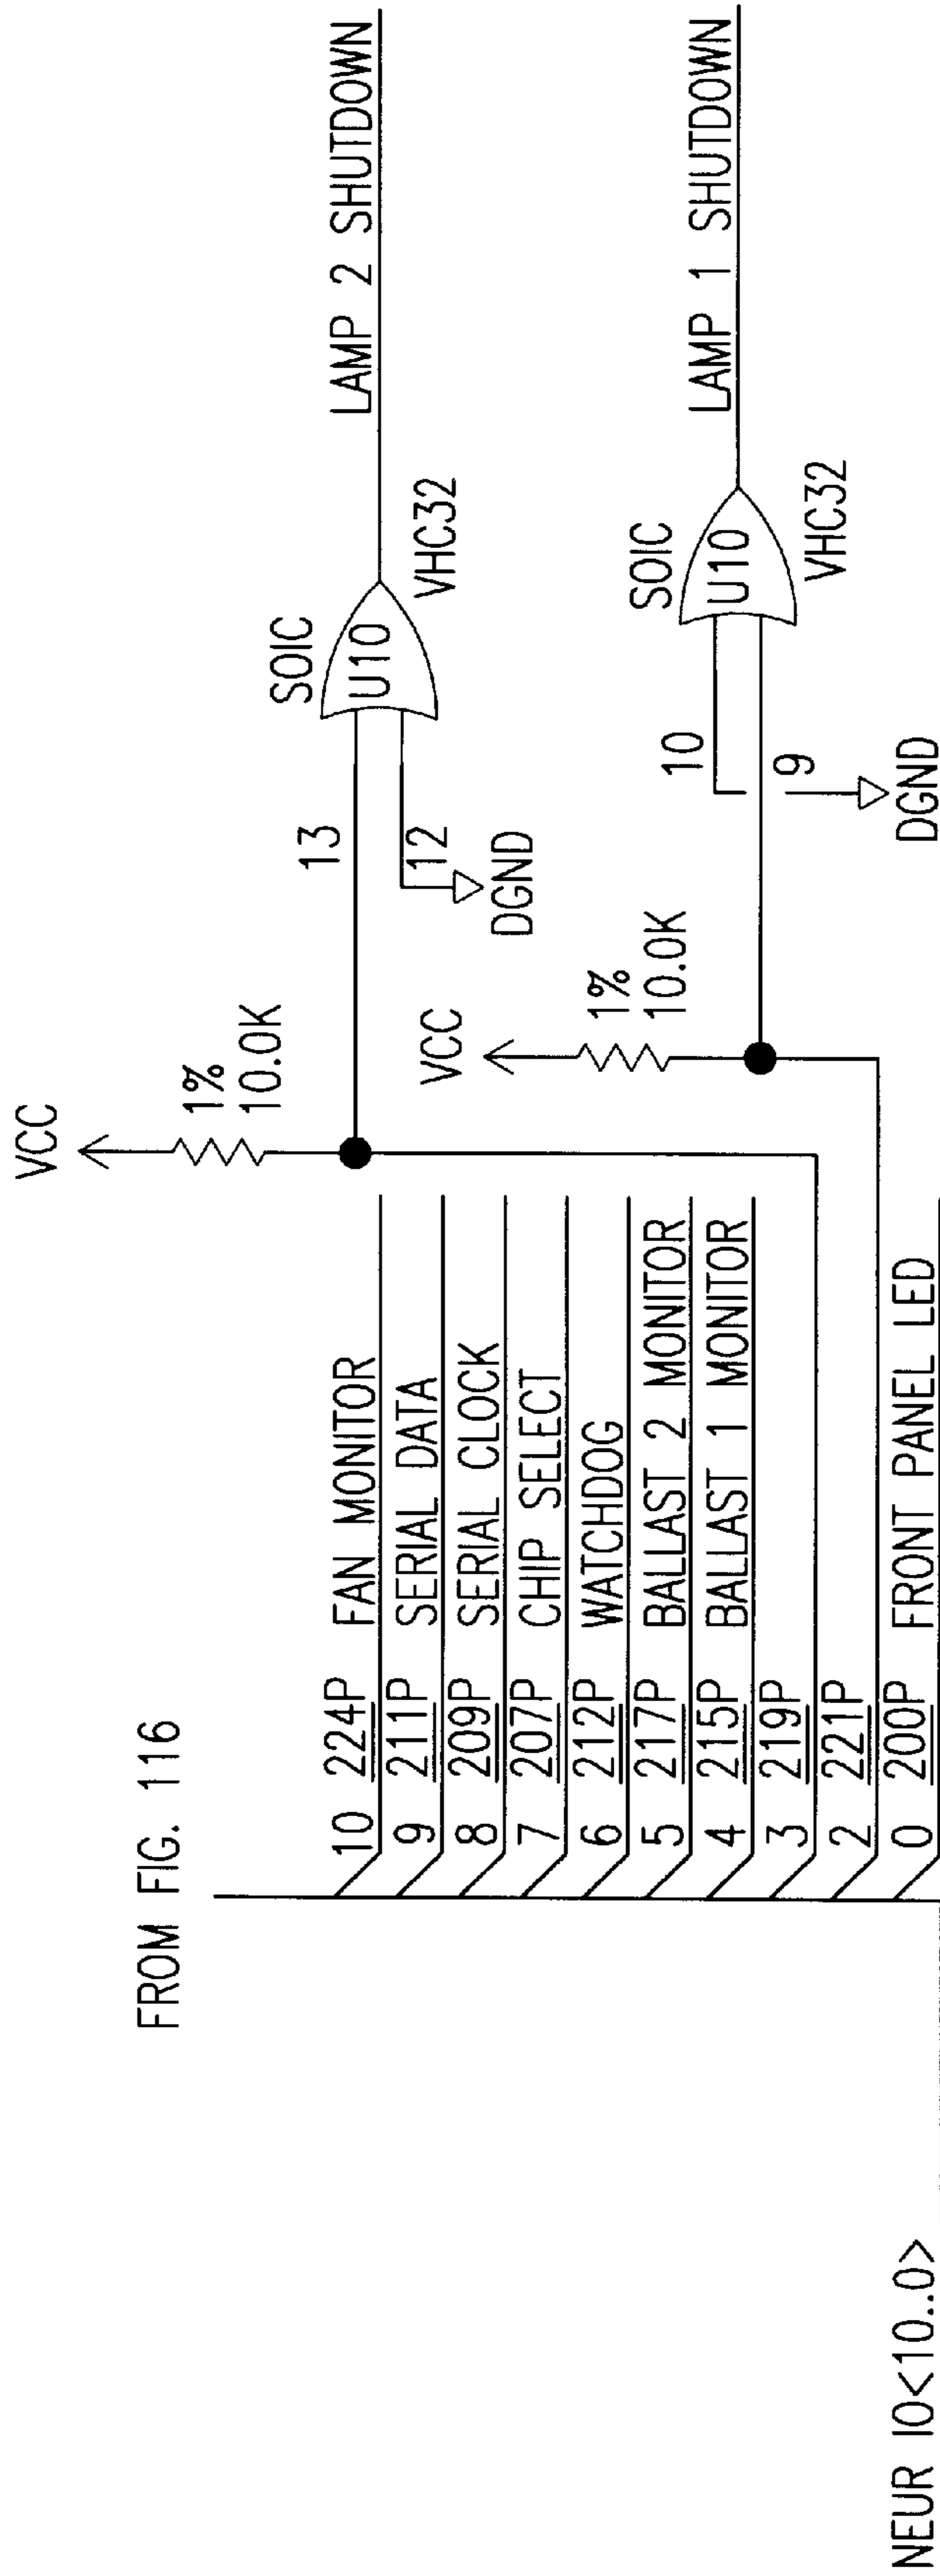 FROM FIG. 116
NEUR IO<10..0>
10 224P FAN MONITOR
9 211P SERIAL DATA
8 209P SERIAL CLOCK
7 207P CHIP SELECT
6 212P WATCHDOG
5 217P BALLAST 2 MONITOR
4 215P BALLAST 1 MONITOR
3 219P
2 221P
0 200P FRONT PANEL LED
VCC
1%
10.0K
13
12
DGND
SOIC
U10
VHC32
LAMP 2 SHUTDOWN
VCC
1%
10.0K
10
9
DGND
SOIC
U10
VHC32
LAMP 1 SHUTDOWN